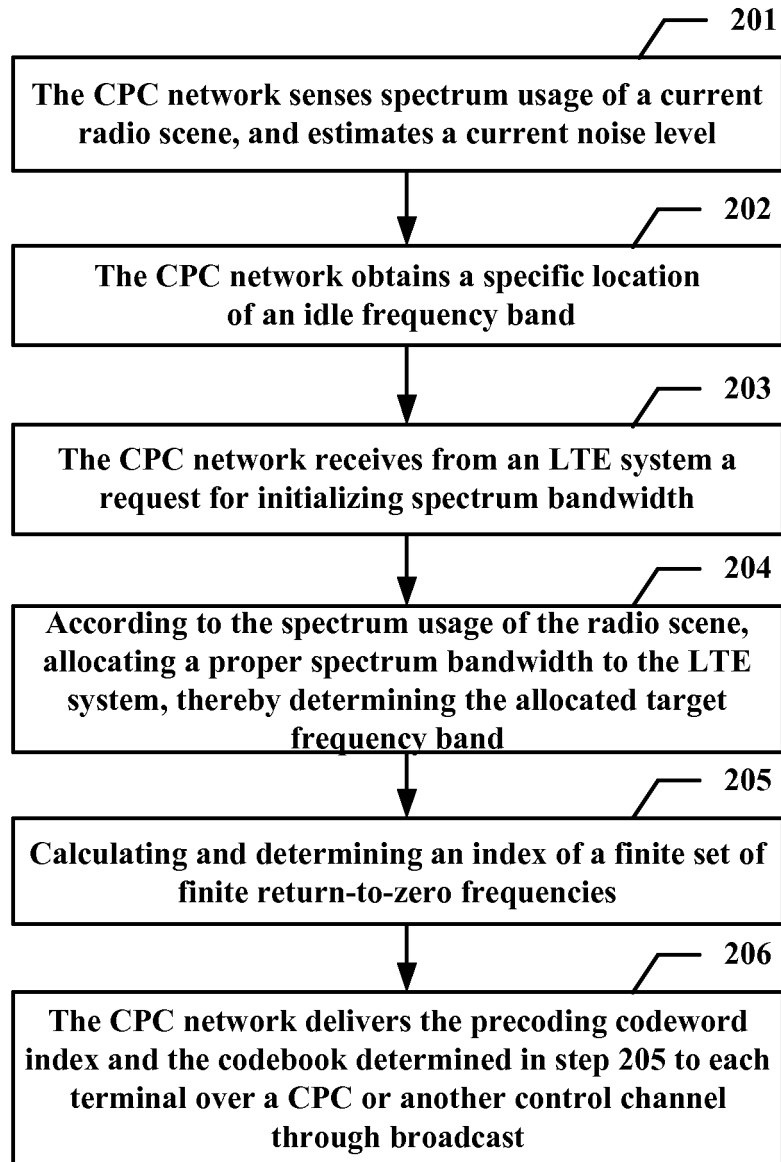 201
The CPC network senses spectrum usage of a current
radio scene, and estimates a current noise level
202
The CPC network obtains a specific location
of an idle frequency band
203
The CPC network receives from an LTE system a
request for initializing spectrum bandwidth
204
According to the spectrum usage of the radio scene,
allocating a proper spectrum bandwidth to the LTE
system, thereby determining the allocated target
frequency band
205
Calculating and determining an index of a finite set of
finite return-to-zero frequencies
206
The CPC network delivers the precoding codeword
index and the codebook determined in step 205 to each
terminal over a CPC or another control channel
through broadcast